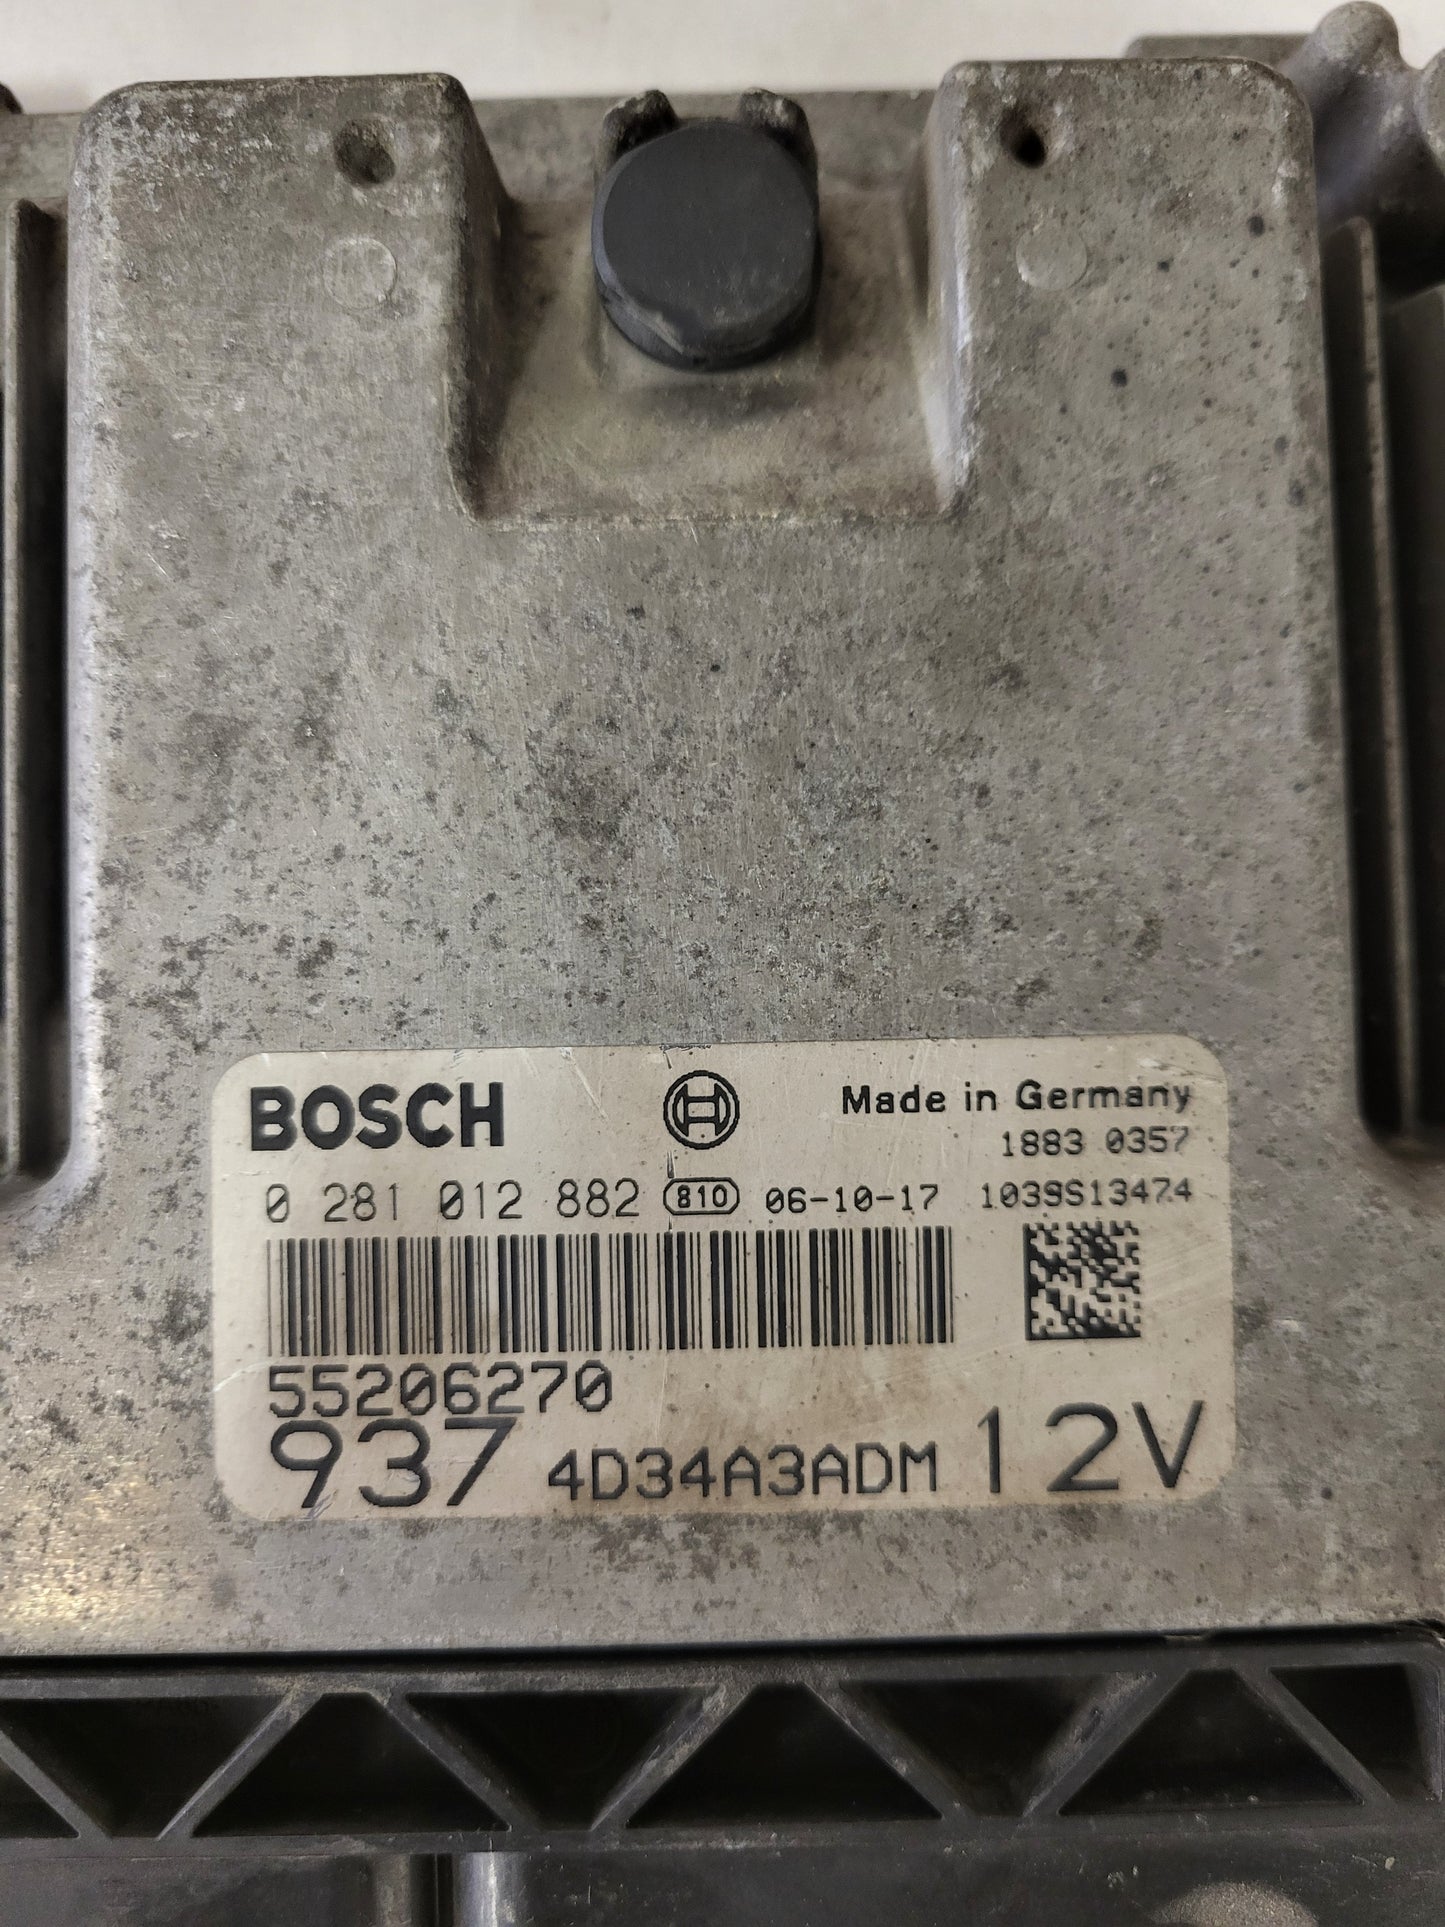 BOSCH Made in Germany
1883 0357
0 281 012 882 810 06-10-17 1039S13474
55206270
937 4D34A3ADM 12V